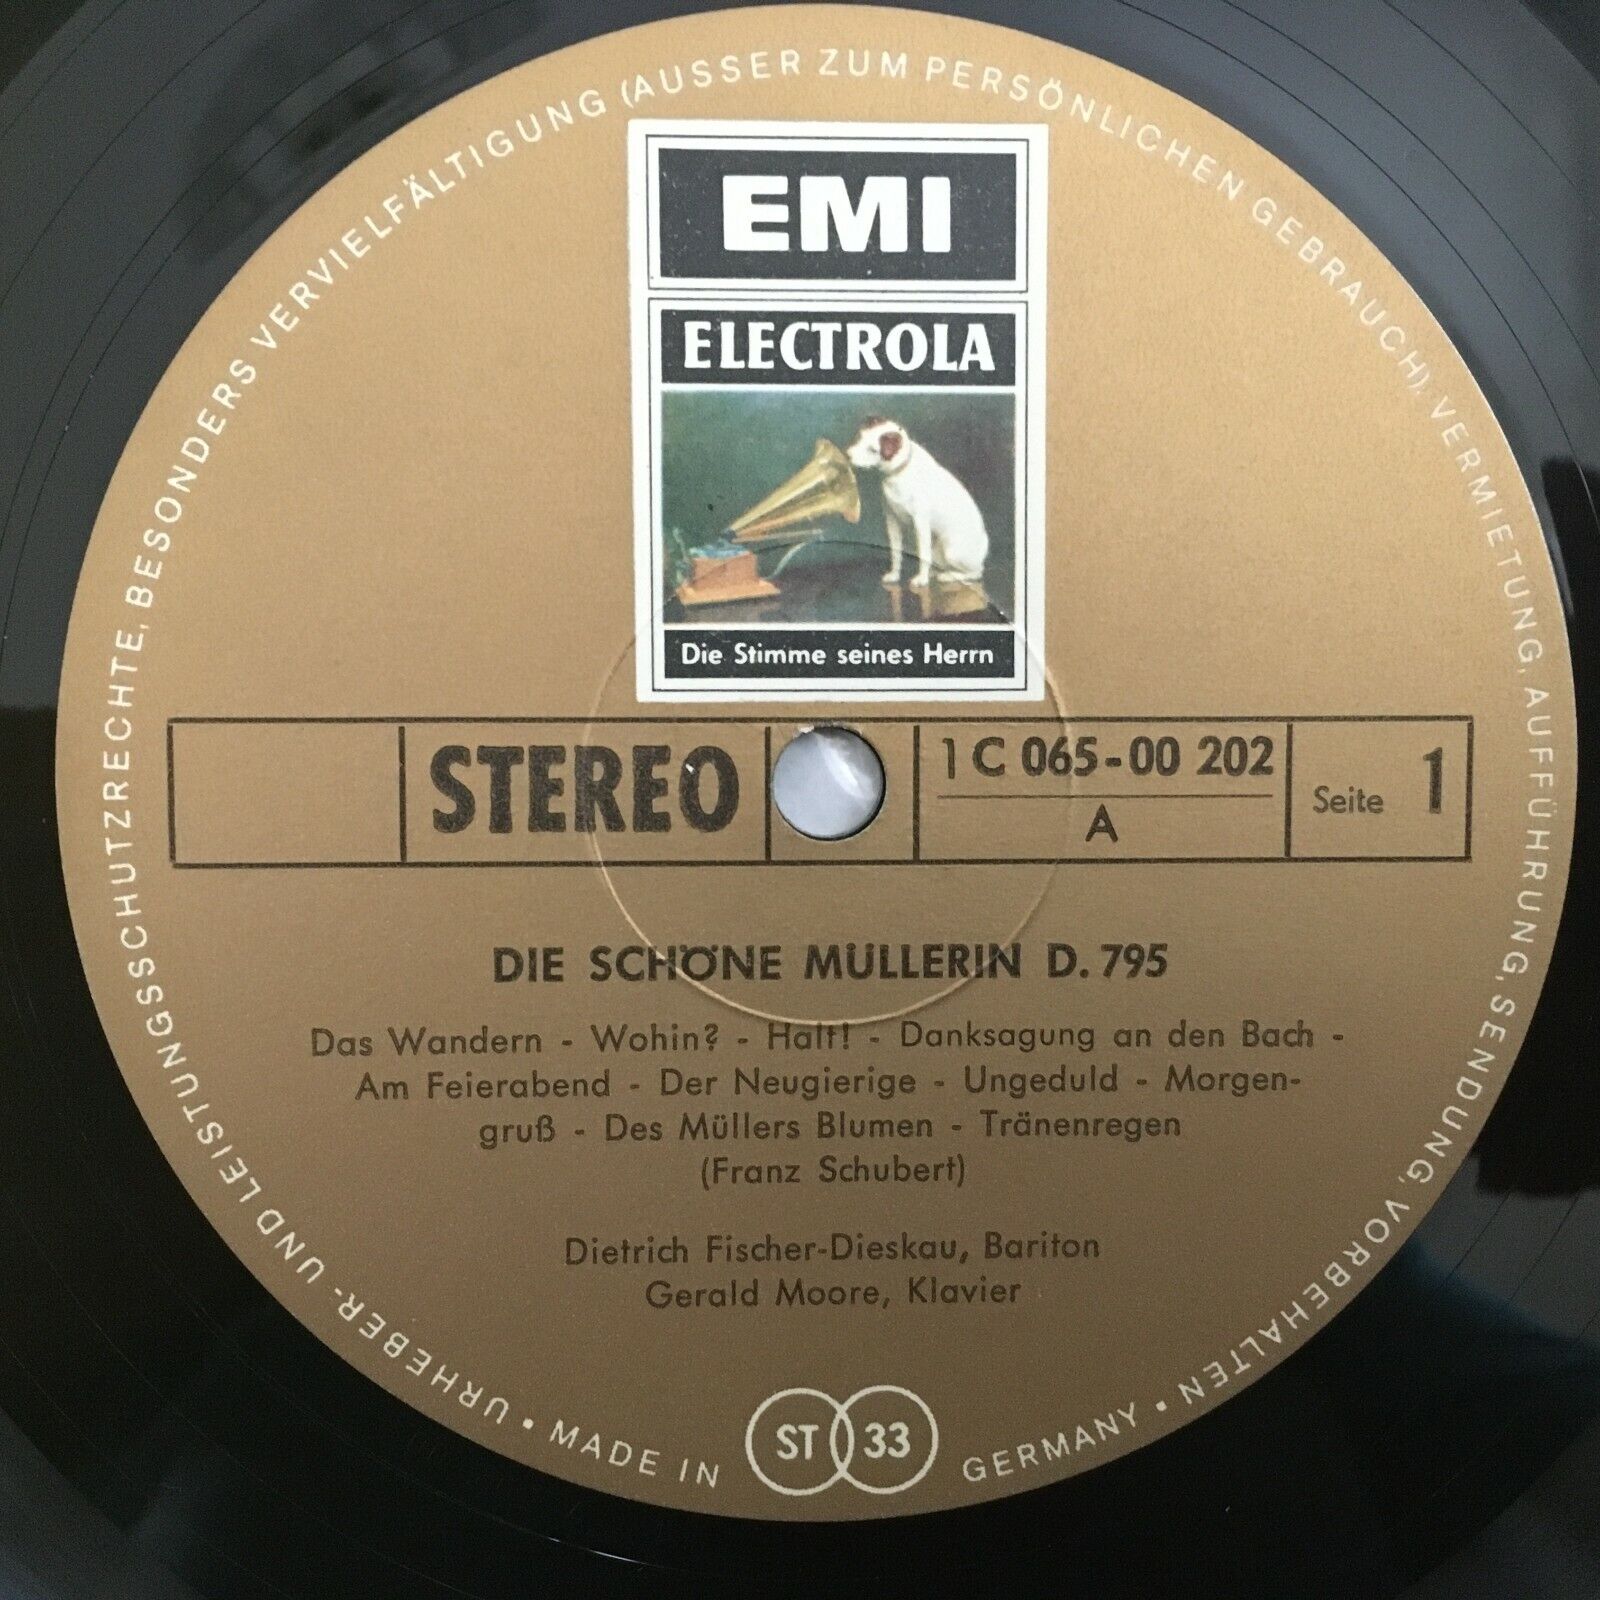 URHEBER- UND LEISTUNGSSCHUTZRECHTE, BESONDERS VERVIELFÄLTIGUNG (AUSSER ZUM PERSÖNLICHEN GEBRAUCH), VERMIETUNG, AUFFÜHRUNG, SENDUNG, VORBEHALTEN •
EMI
ELECTROLA
Die Stimme seines Herrn
STEREO
1 C 065-00 202
A
Seite 1
DIE SCHÖNE MÜLLERIN D. 795
Das Wandern - Wohin? - Halt! - Danksagung an den Bach -
Am Feierabend - Der Neugierige - Ungeduld - Morgen-
gruß - Des Müllers Blumen - Tränenregen
(Franz Schubert)
Dietrich Fischer-Dieskau, Bariton
Gerald Moore, Klavier
• MADE IN GERMANY
ST 33